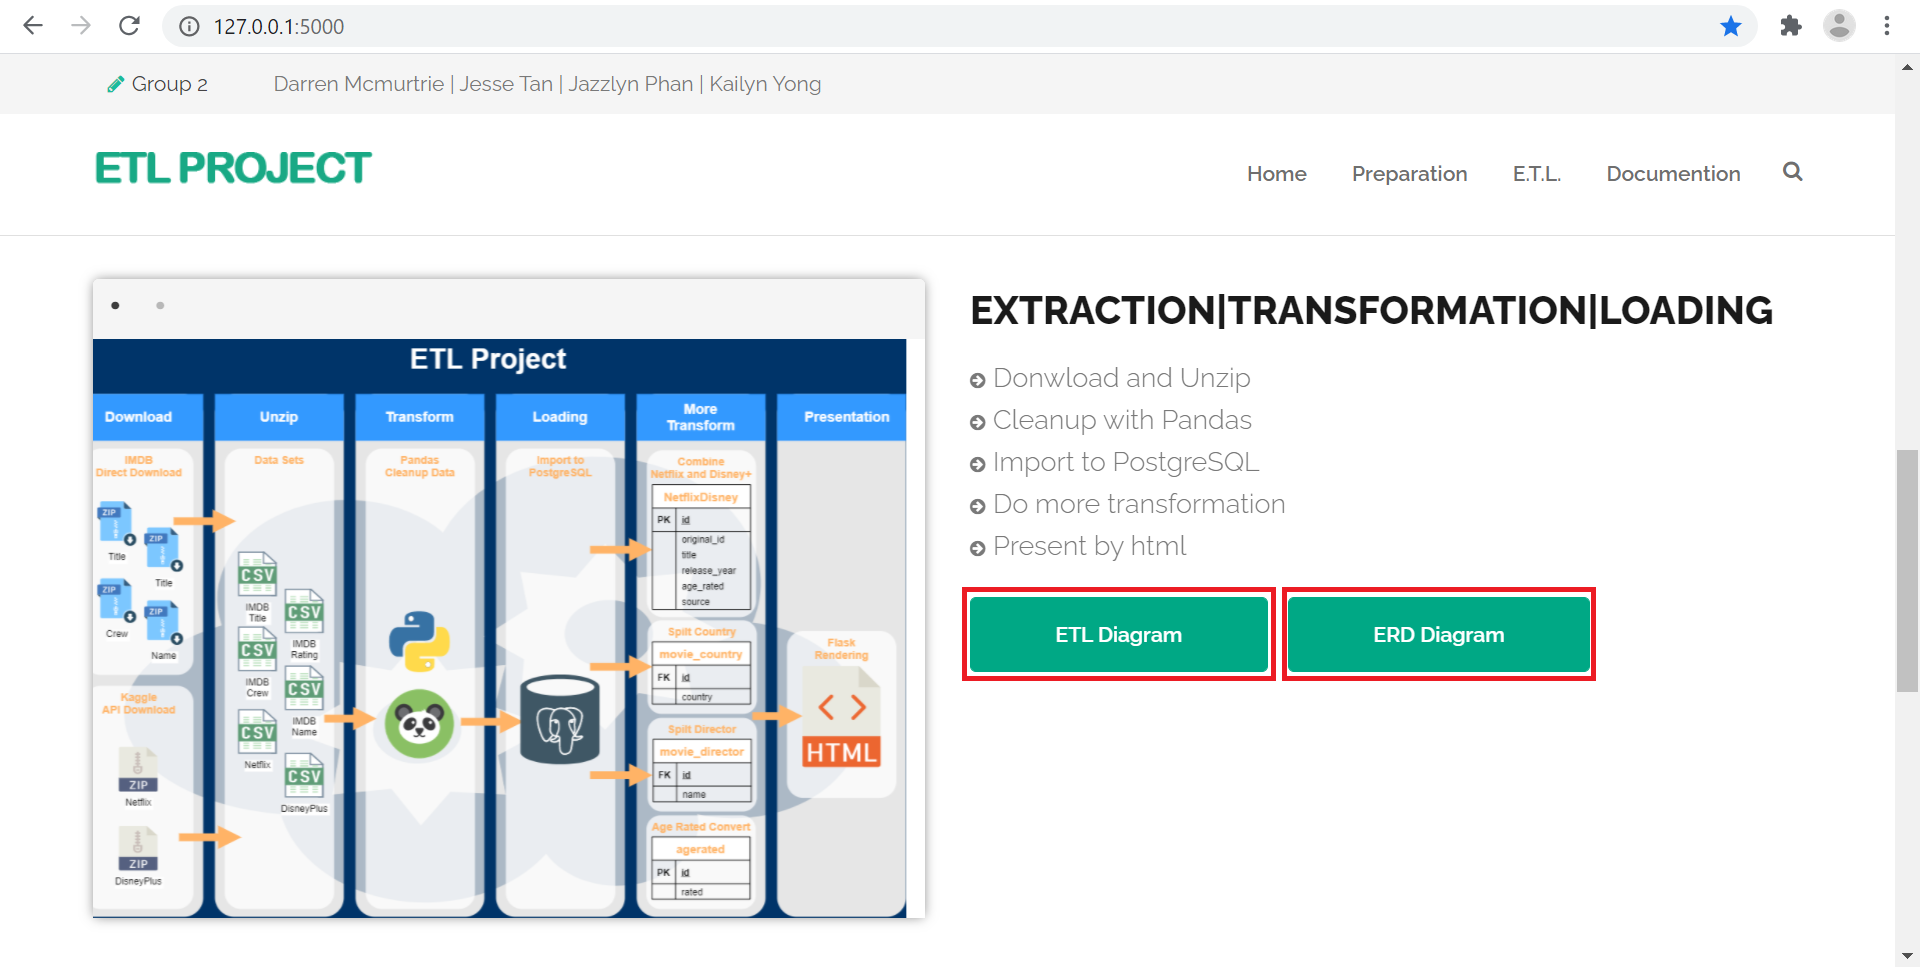 127.0.0.1:5000
Group 2 Darren Mcmurtrie | Jesse Tan | Jazzlyn Phan | Kailyn Yong
ETL PROJECT
Home Preparation E.T.L. Documention
ETL Project
Download Unzip Transform Loading More Transform Presentation
IMDB
Direct Download
ZIP
Title
ZIP
Title
ZIP
Crew
ZIP
Name
Kaggle
API Download
ZIP
Netflix
ZIP
DisneyPlus
Data Sets
CSV
IMDB
Title
CSV
IMDB
Rating
CSV
IMDB
Crew
CSV
IMDB
Name
CSV
Netflix
CSV
DisneyPlus
Pandas
Cleanup Data
Import to
PostgreSQL
Combine
Netflix and Disney+
NetflixDisney
PK id
original_id
title
release_year
age_rated
source
Split Country
movie_country
FK id
country
Split Director
movie_director
FK id
name
Age Rated Convert
agerated
PK id
rated
Flask
Rendering
HTML
EXTRACTION|TRANSFORMATION|LOADING
Donwload and Unzip
Cleanup with Pandas
Import to PostgreSQL
Do more transformation
Present by html
ETL Diagram ERD Diagram